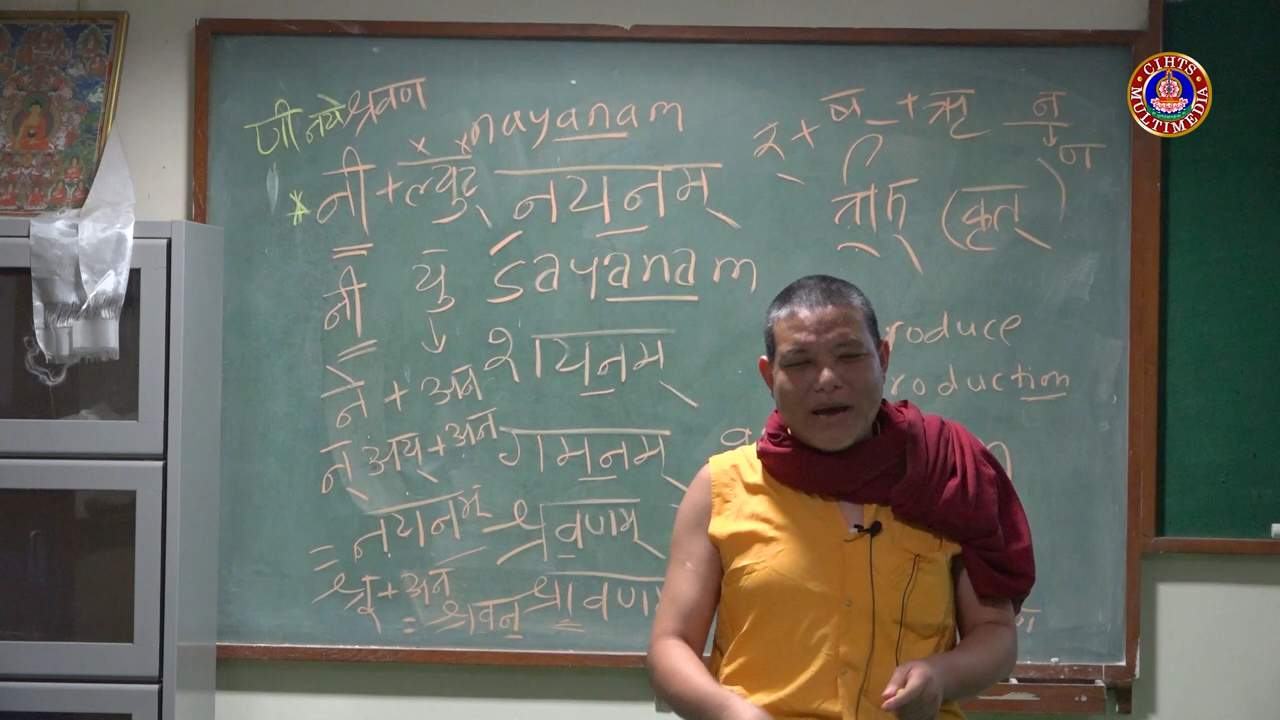 णी नये श्रवण
nayanam
र + ष + ऋ न
ण
* नी + ल्युट् नयनम्
(कृत्)
नी यु sayanam
शयनम्
ने + अन
roduce
roduction
न् अय् + अन गमनम्
= नयनम् श्रवणम्
श्रु + अन = श्रवन श्रावण
CIHTS
MULTIMEDIA